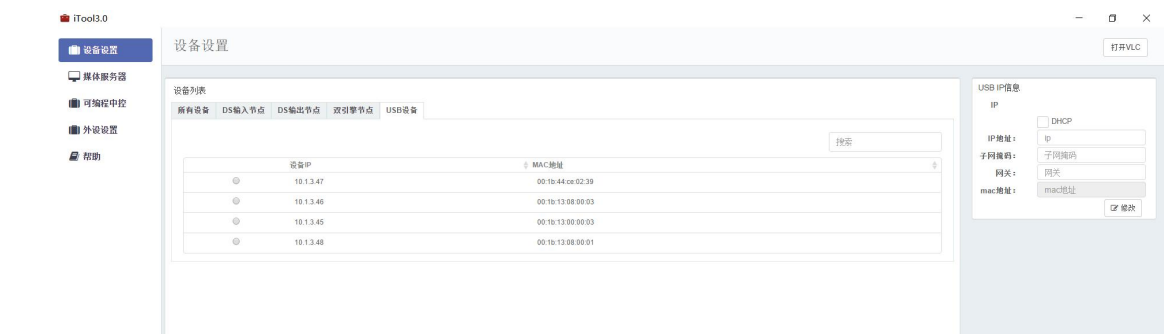 iTool3.0
设备设置
媒体服务器
可编程中控
外设设置
帮助
设备设置
打开VLC
设备列表
所有设备 DS输入节点 DS输出节点 双引擎节点 USB设备
搜索
设备IP MAC地址
10.1.3.47 00:1b:44:ce:02:39
10.1.3.46 00:1b:13:08:00:03
10.1.3.45 00:1b:13:00:00:03
10.1.3.48 00:1b:13:08:00:01
USB IP信息
IP
DHCP
IP地址: ip
子网掩码: 子网掩码
网关: 网关
mac地址: mac地址
修改